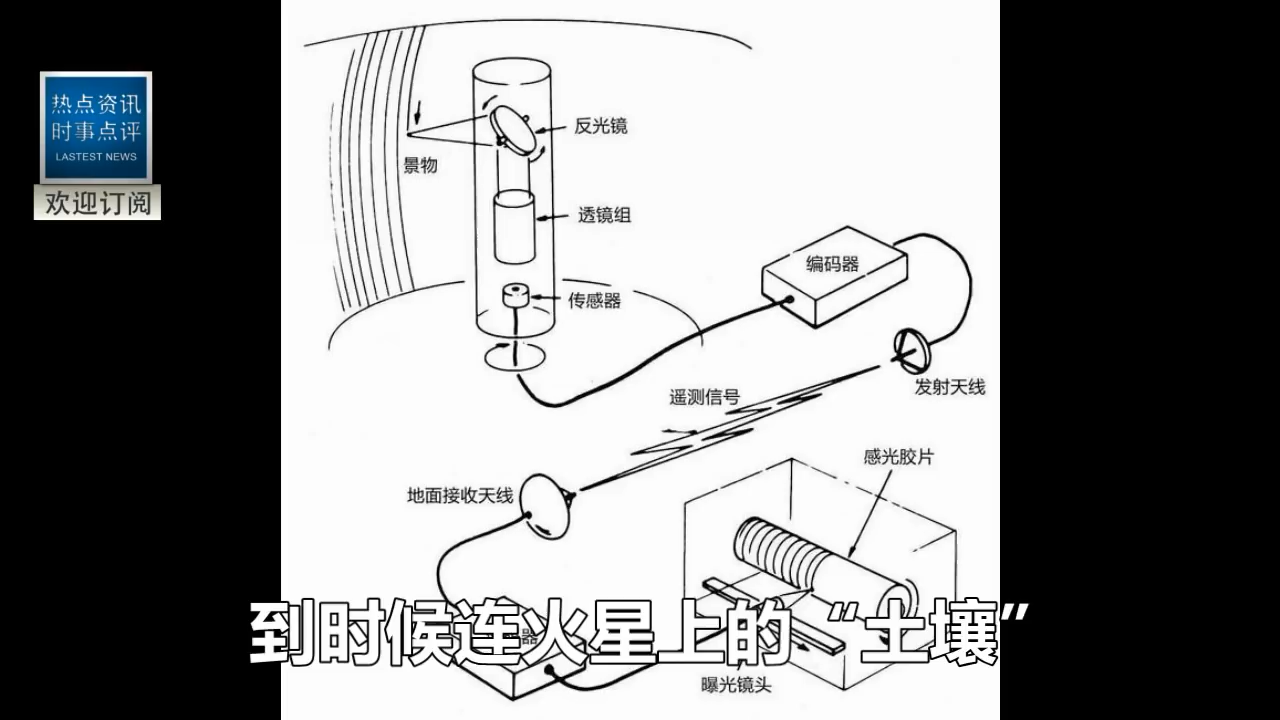 热点资讯
时事点评
LASTEST NEWS
欢迎订阅
反光镜
景物
透镜组
编码器
传感器
发射天线
遥测信号
感光胶片
地面接收天线
器
到时候连火星上的“土壤”
曝光镜头